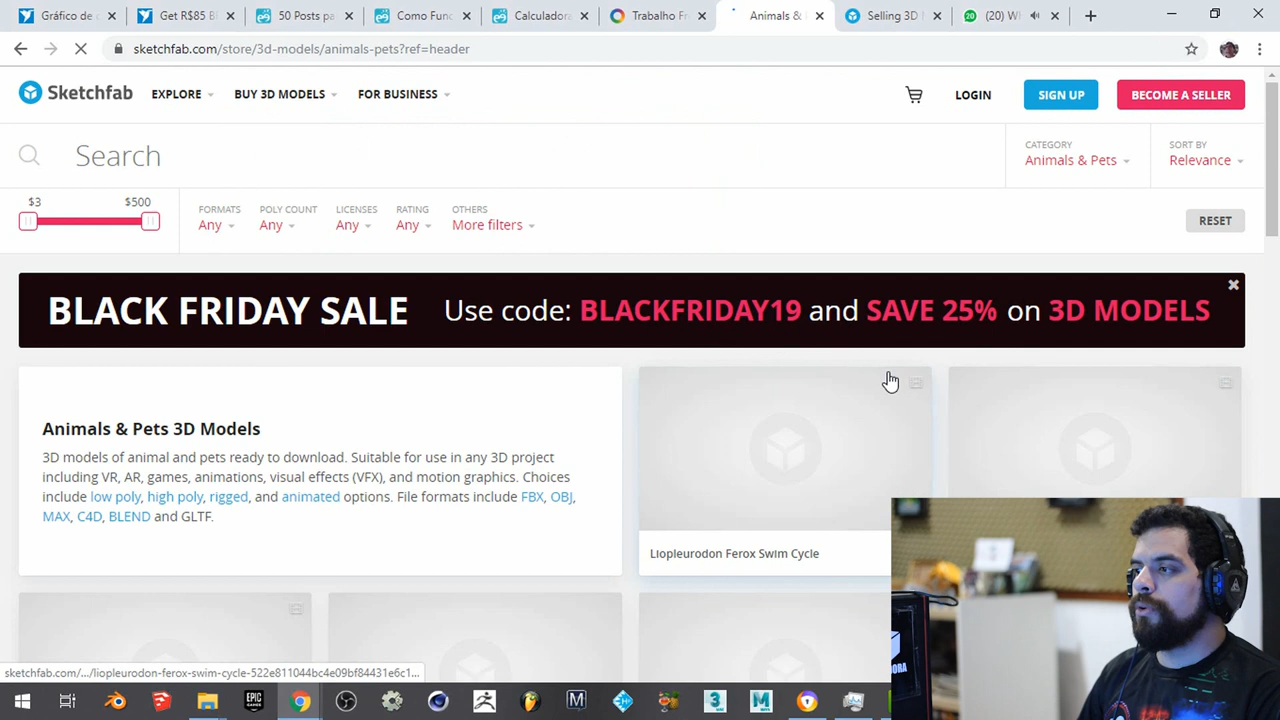 Gráfico de c
Get R$85 Bi
50 Posts pa
Como Func
Calculadora
Trabalho Fr
Animals &
Selling 3D
(20) Wh
sketchfab.com/store/3d-models/animals-pets?ref=header
Sketchfab
EXPLORE
BUY 3D MODELS
FOR BUSINESS
LOGIN
SIGN UP
BECOME A SELLER
Search
CATEGORY
Animals & Pets
SORT BY
Relevance
$3
$500
FORMATS
Any
POLY COUNT
Any
LICENSES
Any
RATING
Any
OTHERS
More filters
RESET
BLACK FRIDAY SALE Use code: BLACKFRIDAY19 and SAVE 25% on 3D MODELS
Animals & Pets 3D Models
3D models of animal and pets ready to download. Suitable for use in any 3D project
including VR, AR, games, animations, visual effects (VFX), and motion graphics. Choices
include low poly, high poly, rigged, and animated options. File formats include FBX, OBJ,
MAX, C4D, BLEND and GLTF.
Liopleurodon Ferox Swim Cycle
sketchfab.com/.../liopleurodon-ferox-swim-cycle-522e811044bc4e09bf84431e6c1...
EPIC
GAMES